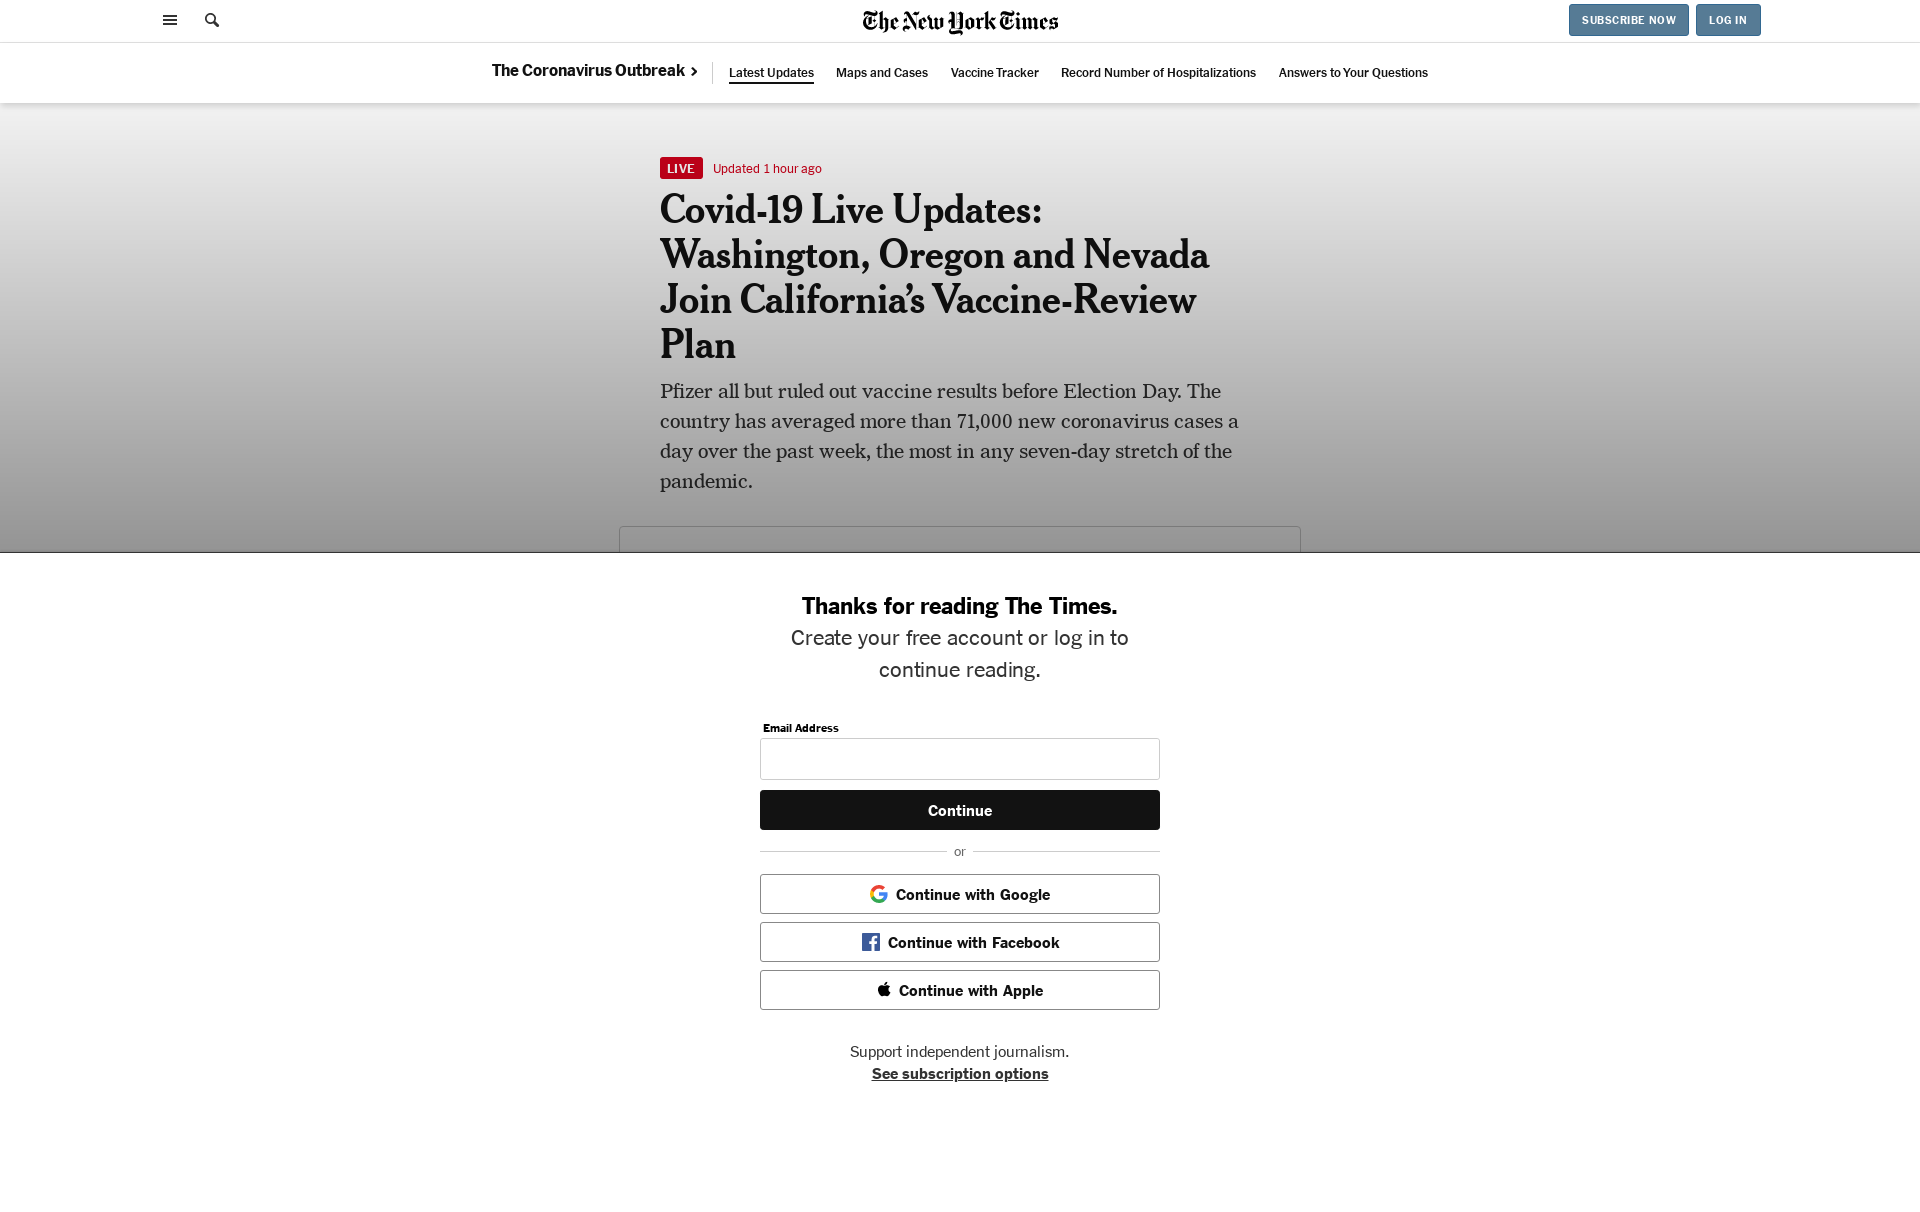 The New York Times
SUBSCRIBE NOW
LOG IN
The Coronavirus Outbreak
Latest Updates
Maps and Cases
Vaccine Tracker
Record Number of Hospitalizations
Answers to Your Questions
LIVE
Updated 1 hour ago
Covid-19 Live Updates:
Washington, Oregon and Nevada
Join California’s Vaccine-Review
Plan
Pfizer all but ruled out vaccine results before Election Day. The
country has averaged more than 71,000 new coronavirus cases a
day over the past week, the most in any seven-day stretch of the
pandemic.
Thanks for reading The Times.
Create your free account or log in to
continue reading.
Email Address
Continue
or
Continue with Google
Continue with Facebook
Continue with Apple
Support independent journalism.
See subscription options